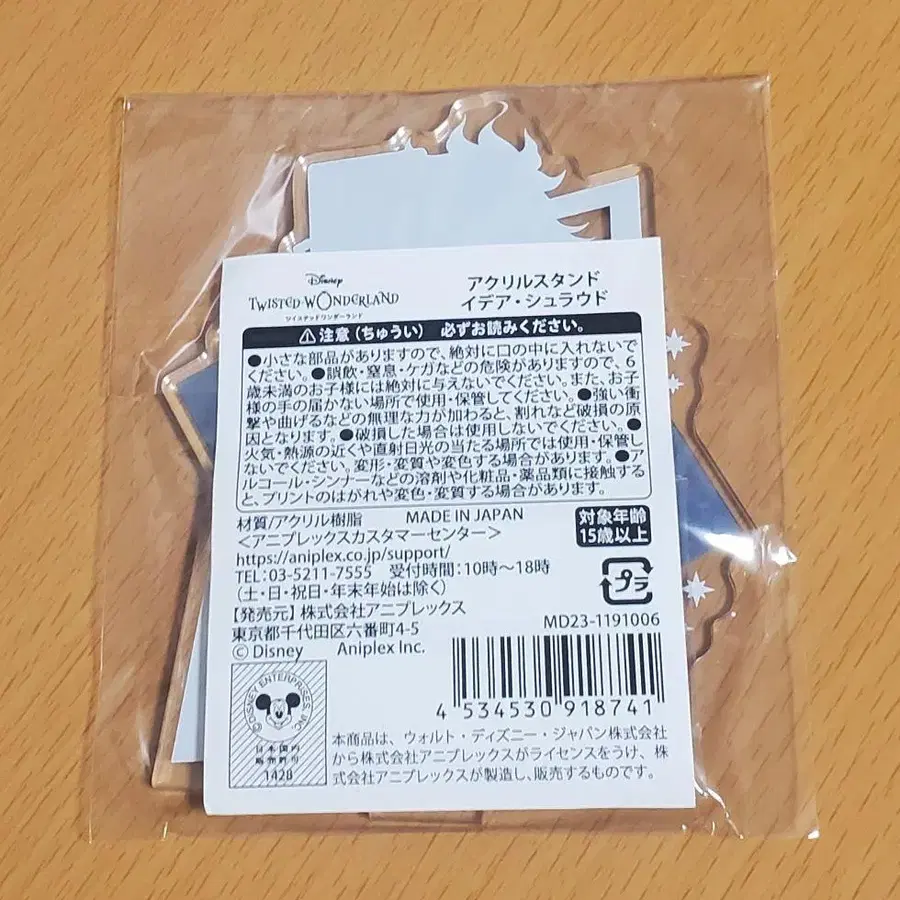 Disney
TWISTED-WONDERLAND
ツイステッドワンダーランド
アクリルスタンド
イデア・シュラウド
⚠注意(ちゅうい) 必ずお読みください。
●小さな部品がありますので、絶対に口の中に入れないで
ください。●誤飲・窒息・ケガなどの危険がありますので、6
歳未満のお子様には絶対に与えないでください。また、お子
様の手の届かない場所で使用・保管してください。●強い衝
撃や曲げるなどの無理な力が加わると、割れなど破損の原
因となります。●破損した場合は使用しないでください。●
火気・熱源の近くや直射日光の当たる場所では使用・保管し
ないでください。変形・変質や変色する場合があります。●ア
ルコール・シンナーなどの溶剤や化粧品・薬品類に接触する
と、プリントのはがれや変色・変質する場合があります。
材質/アクリル樹脂 MADE IN JAPAN
<アニプレックスカスタマーセンター>
https://aniplex.co.jp/support/
TEL:03-5211-7555 受付時間:10時〜18時
(土・日・祝日・年末年始は除く)
【発売元】株式会社アニプレックス
東京都千代田区六番町4-5
© Disney Aniplex Inc.
対象年齢
15歳以上
プラ
MD23-1191006
4 534530 918741
©DISNEY ENTERPRISES, INC.
日本国内
販売許可
1428
本商品は、ウォルト・ディズニー・ジャパン株式会社
から株式会社アニプレックスがライセンスをうけ、株
式会社アニプレックスが製造し、販売するものです。